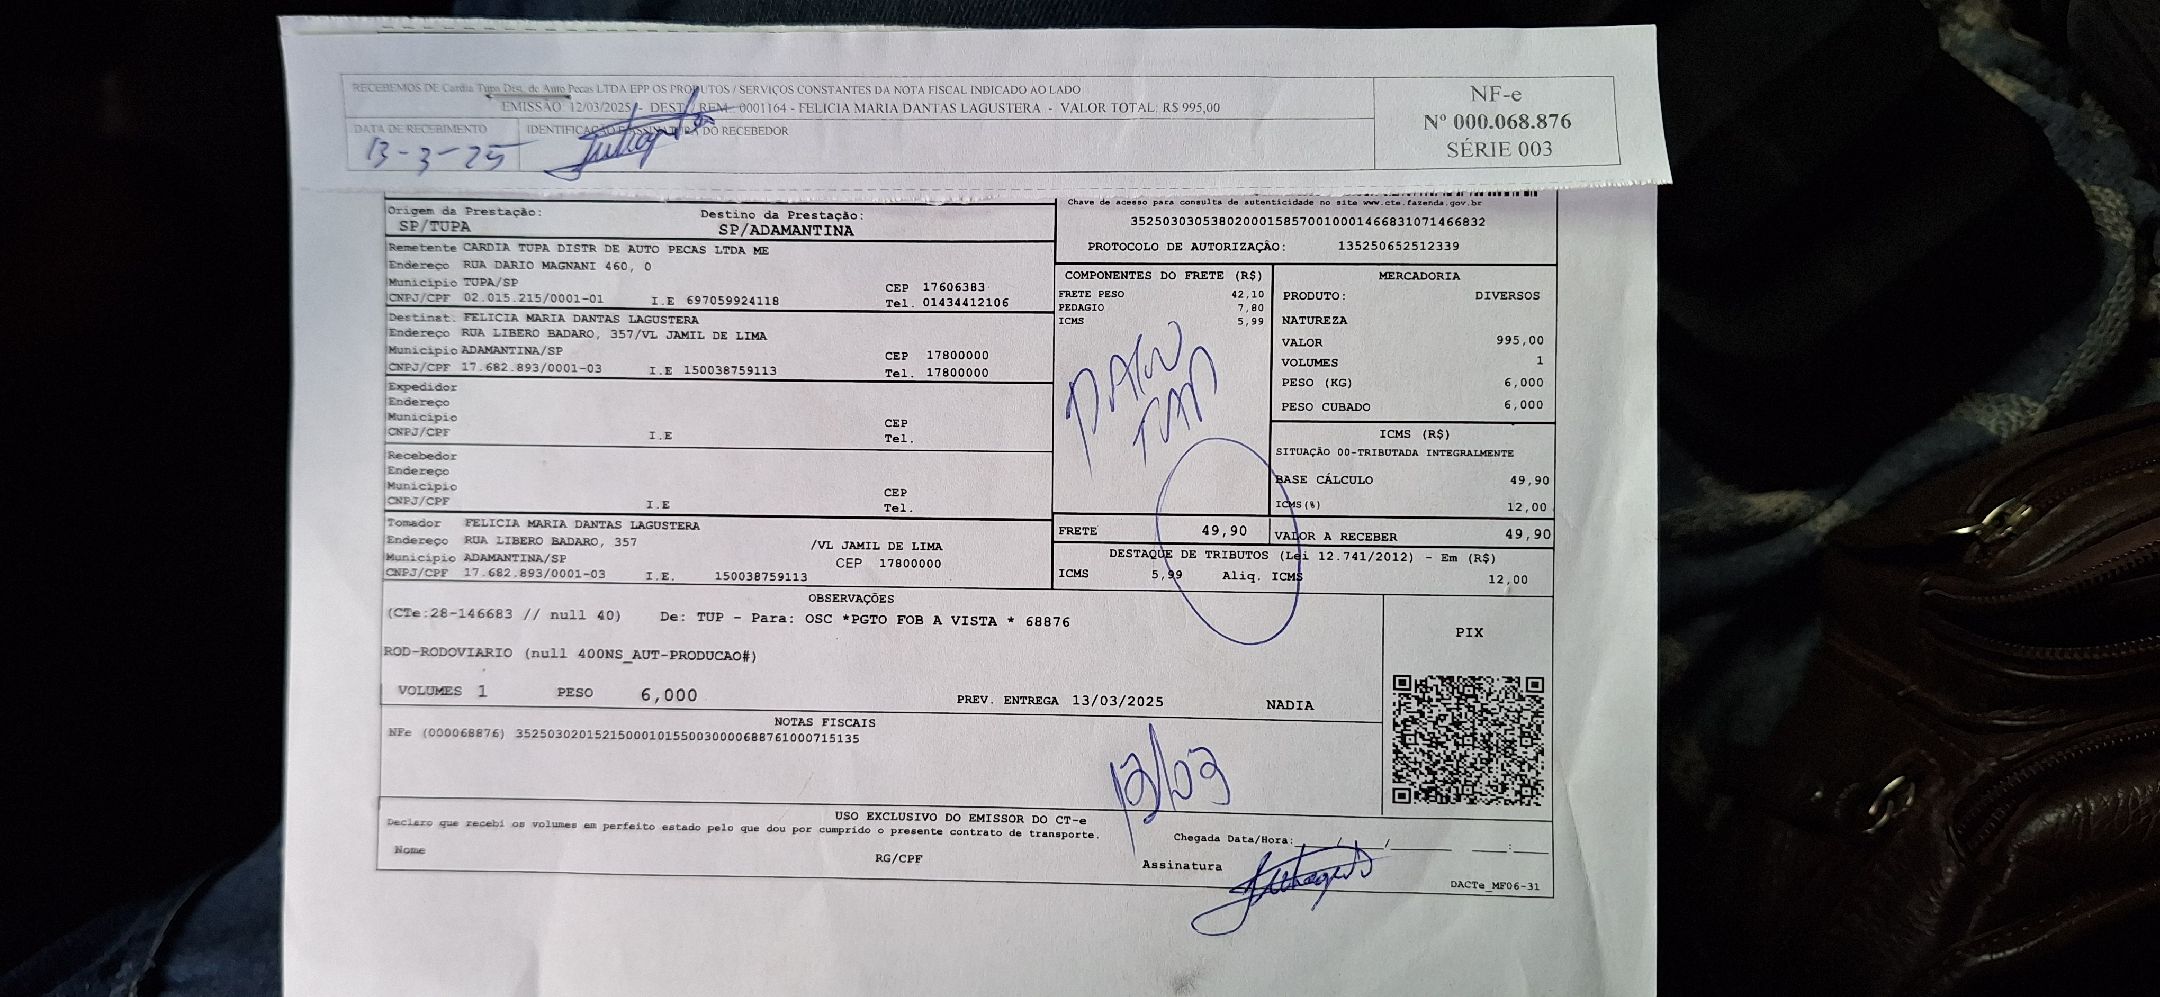 RECEBEMOS DE Cardia Tupa Dist. de Auto Pecas LTDA EPP OS PRODUTOS / SERVIÇOS CONSTANTES DA NOTA FISCAL INDICADO AO LADO
EMISSÃO 12/03/2025 - DEST / REM 0001164 - FELICIA MARIA DANTAS LAGUSTERA - VALOR TOTAL: R$ 995,00
DATA DE RECEBIMENTO IDENTIFICAÇÃO E ASSINATURA DO RECEBEDOR
13-3-25
NF-e
Nº 000.068.876
SÉRIE 003
Origem da Prestação: Destino da Prestação:
SP/TUPA SP/ADAMANTINA
Chave de acesso para consulta de autenticidade no site www.cte.fazenda.gov.br
35250303053802000158570010001466831071466832
PROTOCOLO DE AUTORIZAÇÃO: 135250652512339
Remetente CARDIA TUPA DISTR DE AUTO PECAS LTDA ME
Endereço RUA DARIO MAGNANI 460, 0
Município TUPA/SP CEP 17606383
CNPJ/CPF 02.015.215/0001-01 I.E 697059924118 Tel. 01434412106
Destinat. FELICIA MARIA DANTAS LAGUSTERA
Endereço RUA LIBERO BADARO, 357/VL JAMIL DE LIMA
Município ADAMANTINA/SP CEP 17800000
CNPJ/CPF 17.682.893/0001-03 I.E 150038759113 Tel. 17800000
Expedidor
Endereço
Município CEP
CNPJ/CPF I.E Tel.
Recebedor
Endereço
Município CEP
CNPJ/CPF I.E Tel.
Tomador FELICIA MARIA DANTAS LAGUSTERA
Endereço RUA LIBERO BADARO, 357 /VL JAMIL DE LIMA
Município ADAMANTINA/SP CEP 17800000
CNPJ/CPF 17.682.893/0001-03 I.E. 150038759113
COMPONENTES DO FRETE (R$)
FRETE PESO 42,10
PEDAGIO 7,80
ICMS 5,99
FRETE 49,90
MERCADORIA
PRODUTO: DIVERSOS
NATUREZA
VALOR 995,00
VOLUMES 1
PESO (KG) 6,000
PESO CUBADO 6,000
ICMS (R$)
SITUAÇÃO 00-TRIBUTADA INTEGRALMENTE
BASE CÁLCULO 49,90
ICMS(%) 12,00
VALOR A RECEBER 49,90
DESTAQUE DE TRIBUTOS (Lei 12.741/2012) - Em (R$)
ICMS 5,99 Aliq. ICMS 12,00
OBSERVAÇÕES
(CTe:28-146683 // null 40) De: TUP - Para: OSC *PGTO FOB A VISTA * 68876
ROD-RODOVIARIO (null 400NS_AUT-PRODUCAO#)
VOLUMES 1 PESO 6,000 PREV. ENTREGA 13/03/2025 NADIA
PIX
NOTAS FISCAIS
NFe (000068876) 35250302015215000101550030000688761000715135
13/03
USO EXCLUSIVO DO EMISSOR DO CT-e
Declaro que recebi os volumes em perfeito estado pelo que dou por cumprido o presente contrato de transporte.
Chegada Data/Hora:___/___/_____ ___:___
Nome RG/CPF Assinatura
DACTe_MF06-31